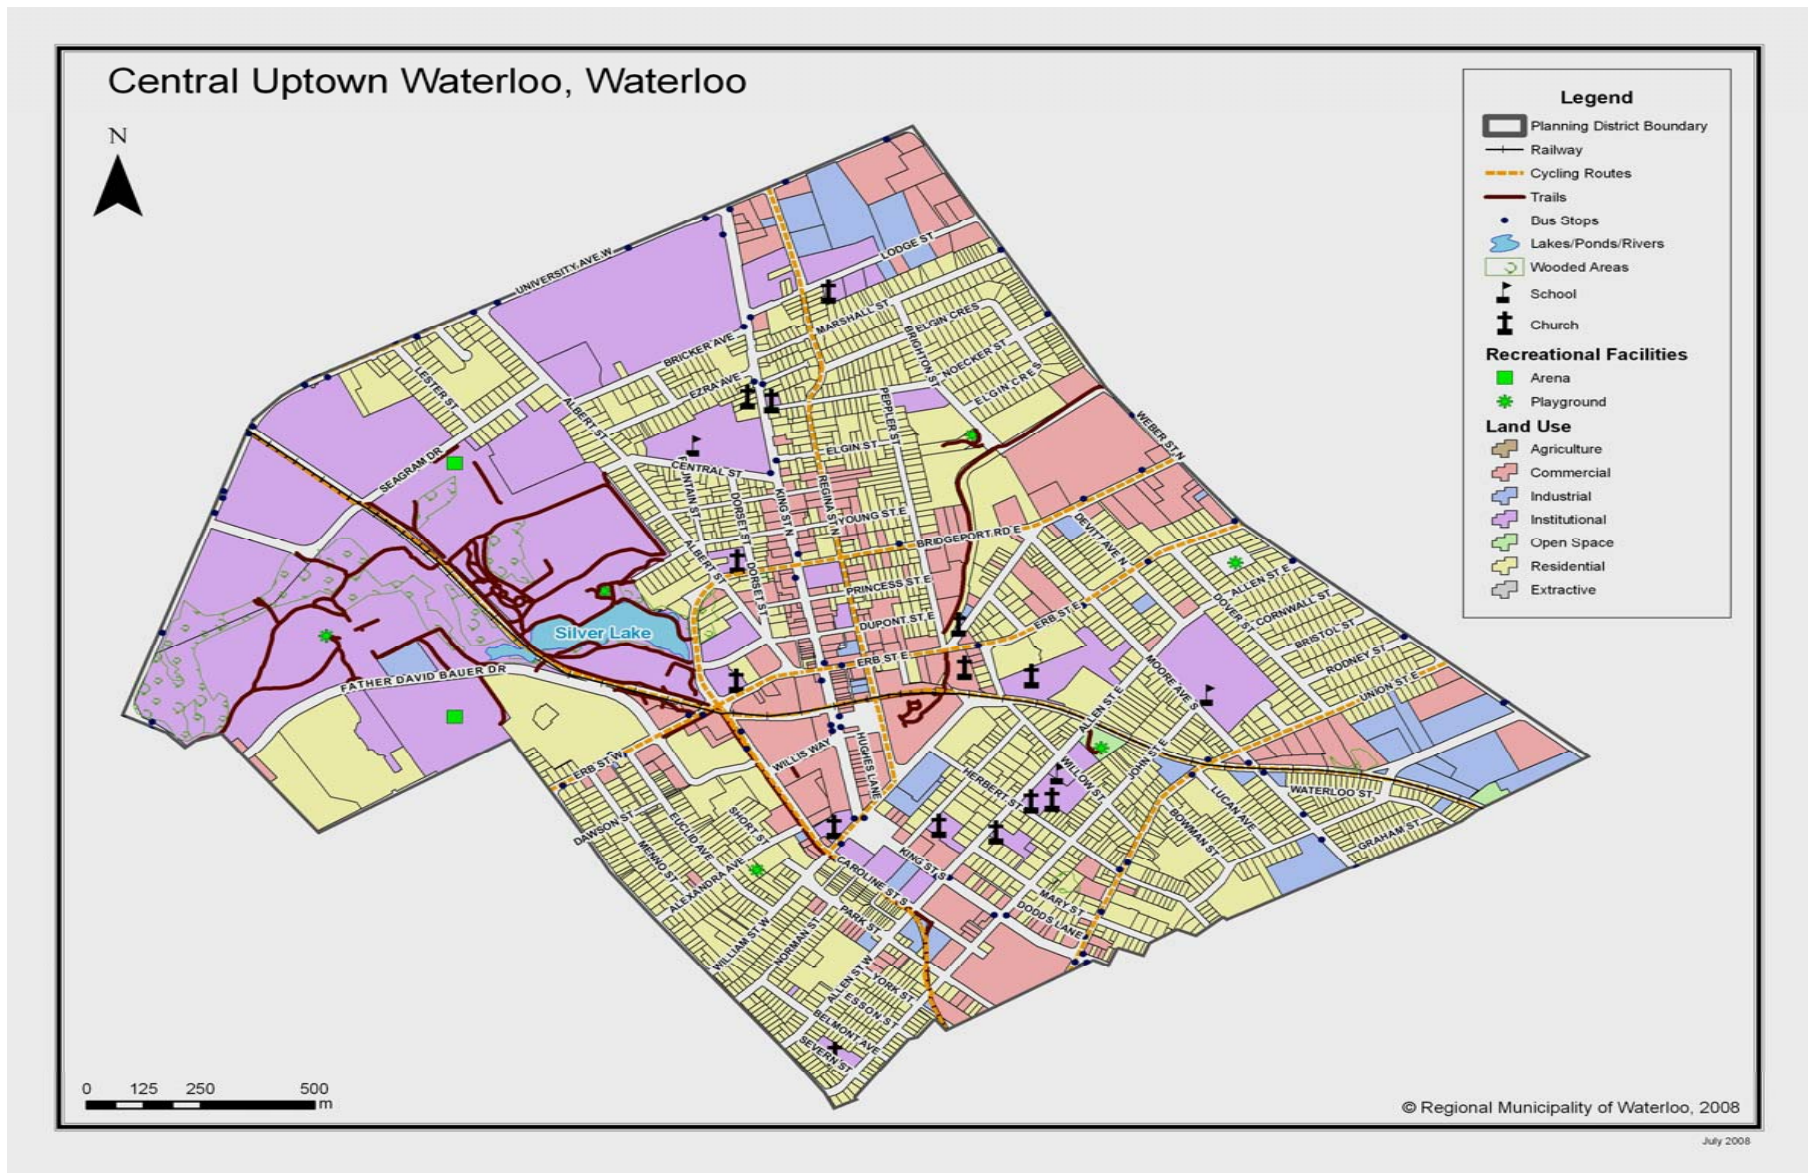 Central Uptown Waterloo, Waterloo
N
Legend
Planning District Boundary
Railway
Cycling Routes
Trails
Bus Stops
Lakes/Ponds/Rivers
Wooded Areas
School
Church
Recreational Facilities
Arena
Playground
Land Use
Agriculture
Commercial
Industrial
Institutional
Open Space
Residential
Extractive
UNIVERSITY AVE W
LODGE ST
MARSHALL ST
ELGIN CRES
BRIGHTON ST
NOECKER ST
ELGIN CRES
BRICKER AVE
EZRA AVE
LESTER ST
ALBERT ST
PEPPLER ST
WEBER ST N
SEAGRAM DR
CENTRAL ST
ELGIN ST
FOUNTAIN ST
DORSET ST
KING ST N
REGINA ST N
YOUNG ST E
BRIDGEPORT RD E
DEVITT AVE N
ALBERT ST
DORSET ST
PRINCESS ST E
DUPONT ST E
ERB ST E
ERB ST E
ALLEN ST E
DOVER ST
CORNWALL ST
BRISTOL ST
RODNEY ST
UNION ST E
Silver Lake
FATHER DAVID BAUER DR
MOORE AVE S
ALLEN ST E
JOHN ST E
WILLOW ST
HERBERT ST
WILLIS WAY
HUGHES LANE
ERB ST W
DAWSON ST
MENNO ST
EUCLID AVE
SHORT ST
ALEXANDRA AVE
WILLIAM ST W
NORMAN ST
CAROLINE ST S
KING ST S
PARK ST
MARY ST
DODDS LANE
BOWMAN ST
LUCAN AVE
WATERLOO ST
GRAHAM ST
ALLEN ST W
YORK ST
ESSON ST
BELMONT AVE
SEVERN ST
0 125 250 500
m
© Regional Municipality of Waterloo, 2008
July 2008